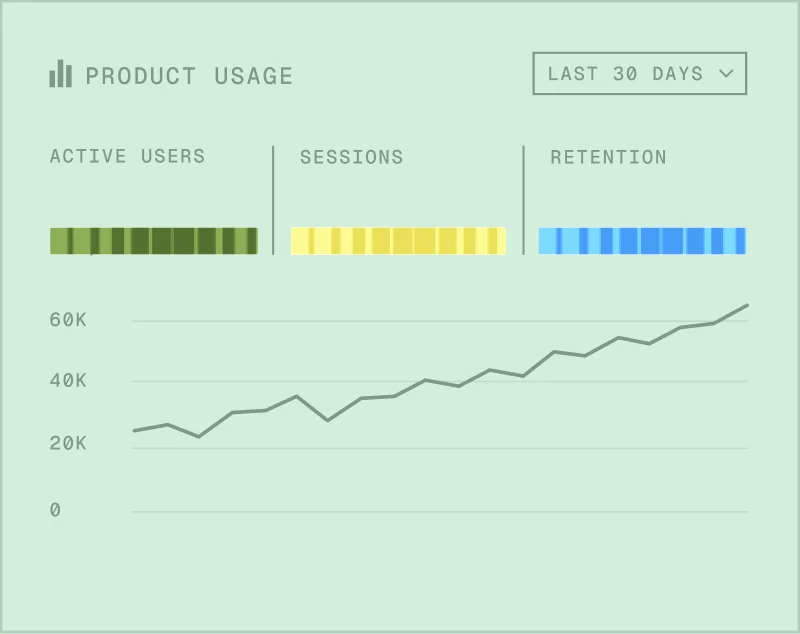 PRODUCT USAGE
LAST 30 DAYS
ACTIVE USERS
SESSIONS
RETENTION
60K
40K
20K
0